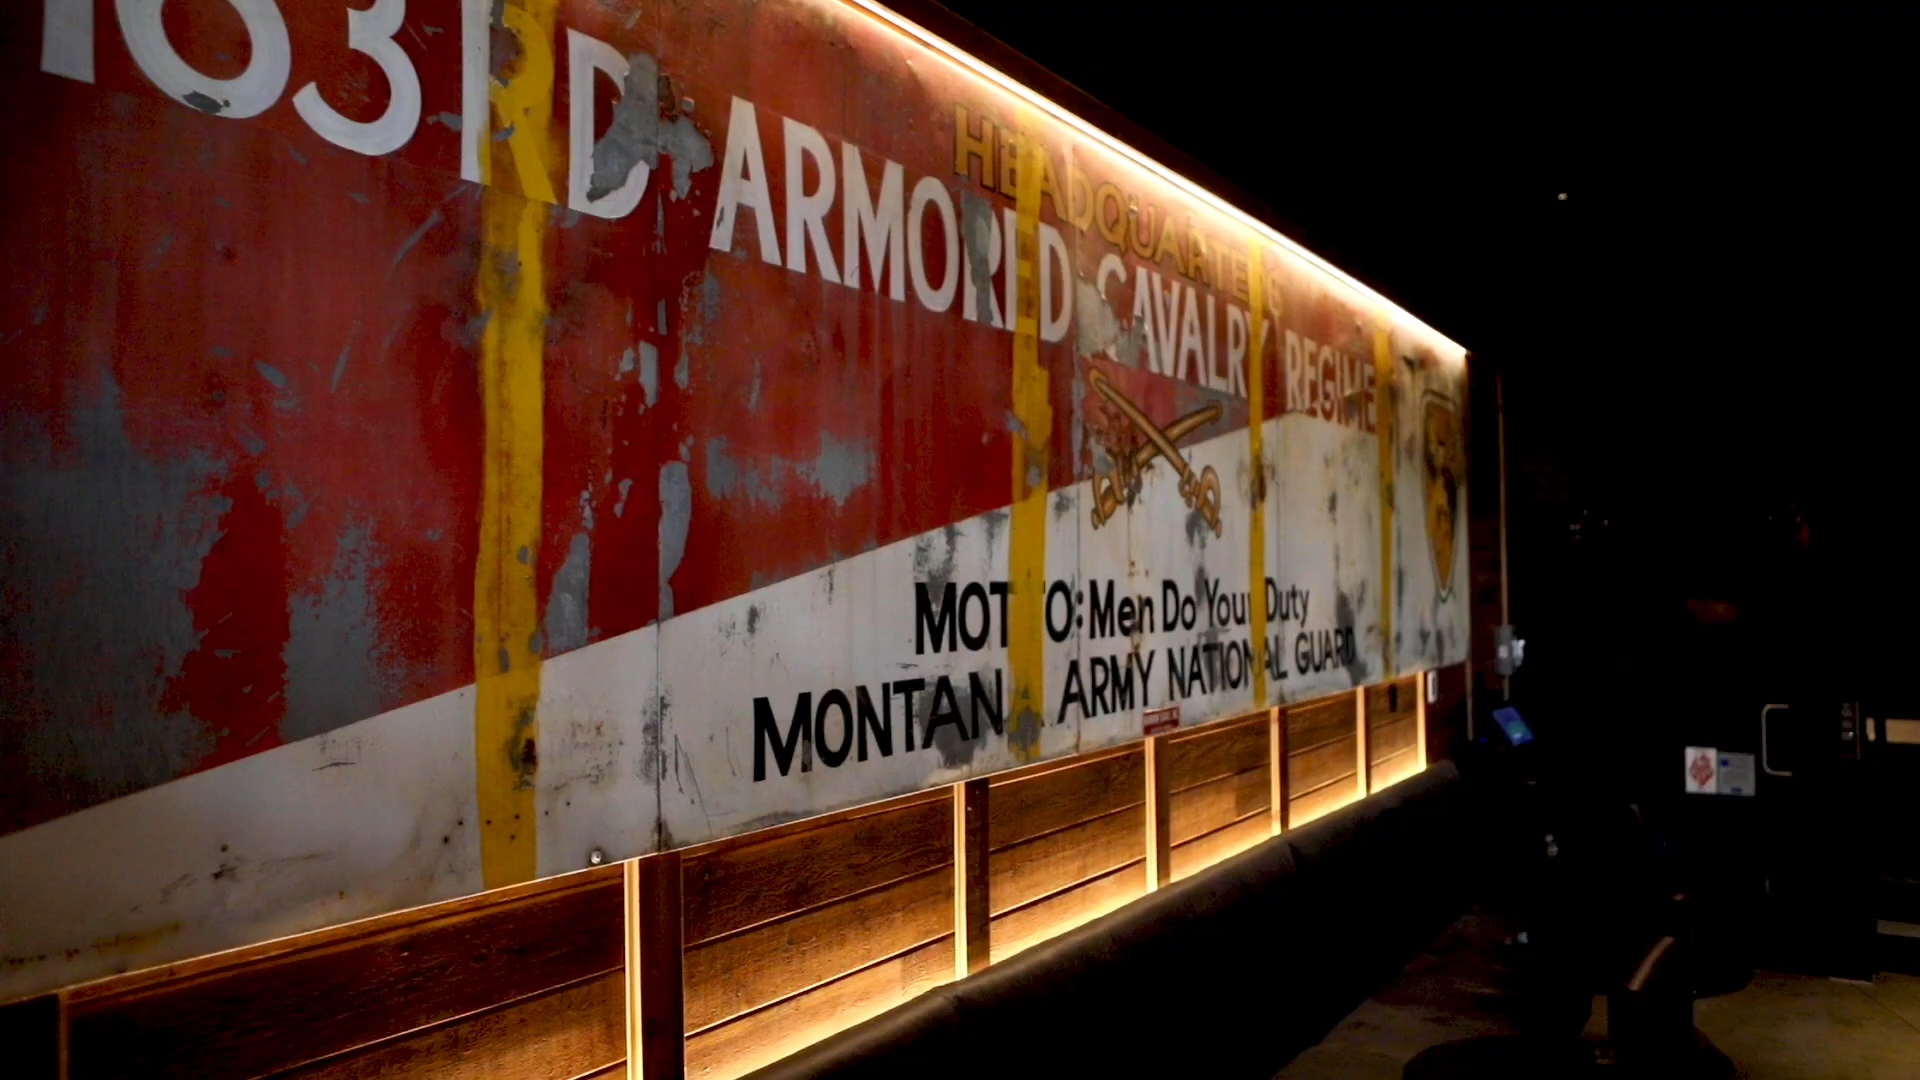 HEADQUARTERS
163RD ARMORED CAVALRY REGIME
MOTTO: Men Do Your Duty
MONTAN ARMY NATIONAL GUARD